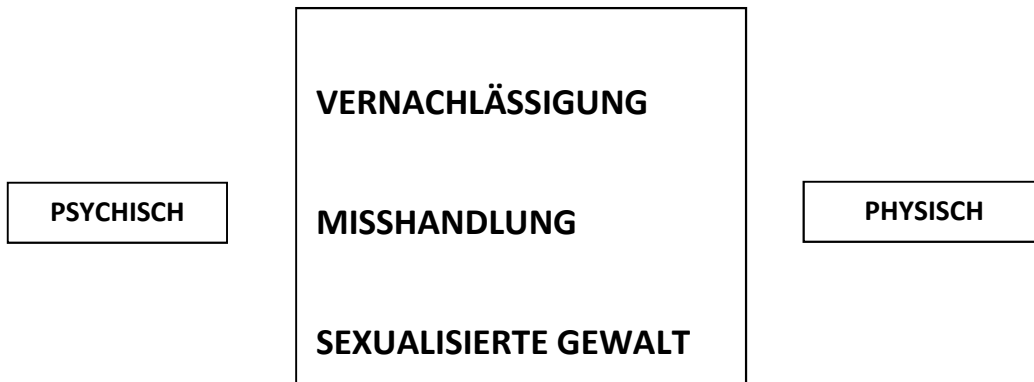 VERNACHLÄSSIGUNG
PSYCHISCH
MISSHANDLUNG
PHYSISCH
SEXUALISIERTE GEWALT